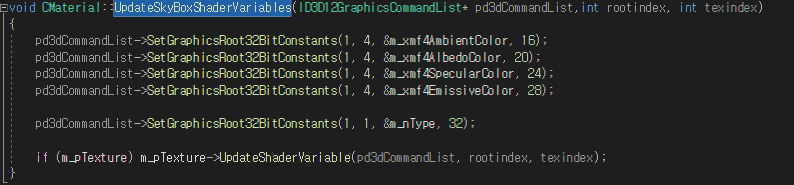 void CMaterial::UpdateSkyBoxShaderVariables(ID3D12GraphicsCommandList* pd3dCommandList,int rootindex, int texindex)
{
pd3dCommandList->SetGraphicsRoot32BitConstants(1, 4, &m_xmf4AmbientColor, 16);
pd3dCommandList->SetGraphicsRoot32BitConstants(1, 4, &m_xmf4AlbedoColor, 20);
pd3dCommandList->SetGraphicsRoot32BitConstants(1, 4, &m_xmf4SpecularColor, 24);
pd3dCommandList->SetGraphicsRoot32BitConstants(1, 4, &m_xmf4EmissiveColor, 28);
pd3dCommandList->SetGraphicsRoot32BitConstants(1, 1, &m_nType, 32);
if (m_pTexture) m_pTexture->UpdateShaderVariable(pd3dCommandList, rootindex, texindex);
}